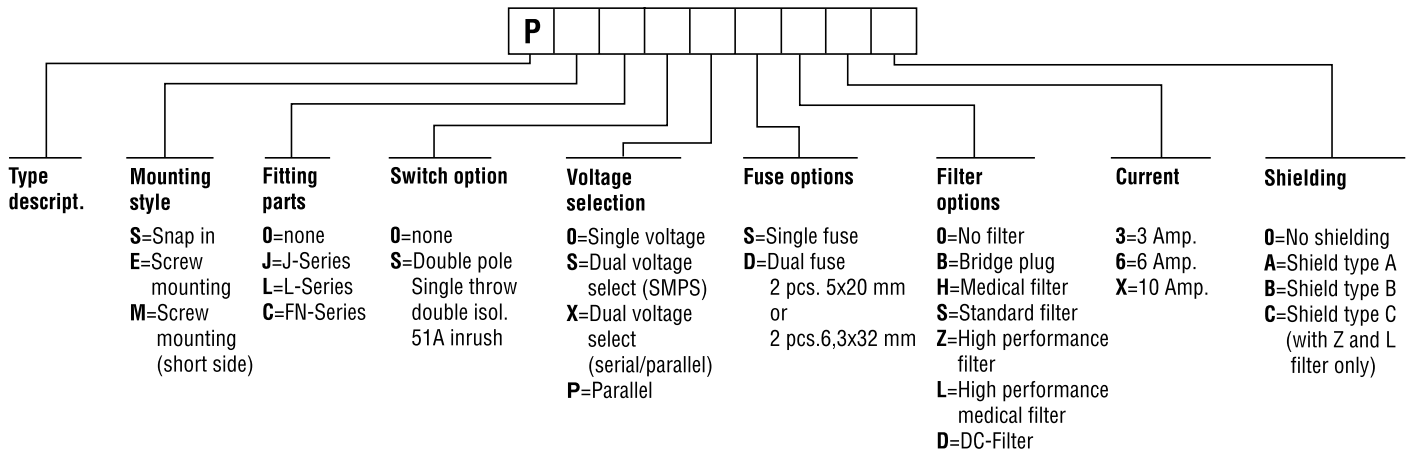 P
Type
descript.
Mounting
style
S=Snap in
E=Screw
mounting
M=Screw
mounting
(short side)
Fitting
parts
0=none
J=J-Series
L=L-Series
C=FN-Series
Switch option
0=none
S=Double pole
Single throw
double isol.
51A inrush
Voltage
selection
0=Single voltage
S=Dual voltage
select (SMPS)
X=Dual voltage
select
(serial/parallel)
P=Parallel
Fuse options
S=Single fuse
D=Dual fuse
2 pcs. 5x20 mm
or
2 pcs.6,3x32 mm
Filter
options
0=No filter
B=Bridge plug
H=Medical filter
S=Standard filter
Z=High performance
filter
L=High performance
medical filter
D=DC-Filter
Current
3=3 Amp.
6=6 Amp.
X=10 Amp.
Shielding
0=No shielding
A=Shield type A
B=Shield type B
C=Shield type C
(with Z and L
filter only)